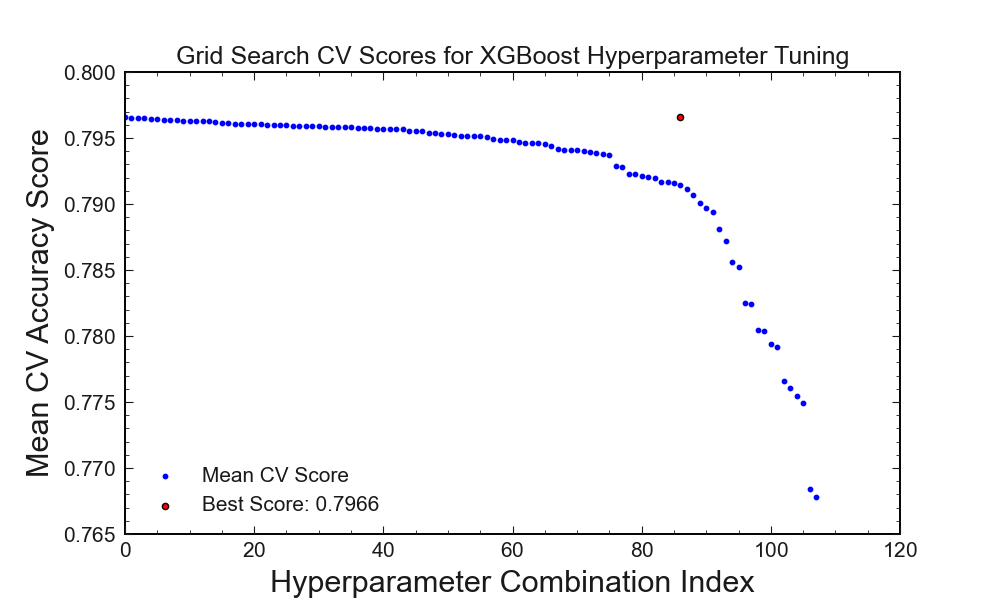 Grid Search CV Scores for XGBoost Hyperparameter Tuning
Mean CV Accuracy Score
0.800
0.795
0.790
0.785
0.780
0.775
0.770
0.765
Mean CV Score
Best Score: 0.7966
0 20 40 60 80 100 120
Hyperparameter Combination Index